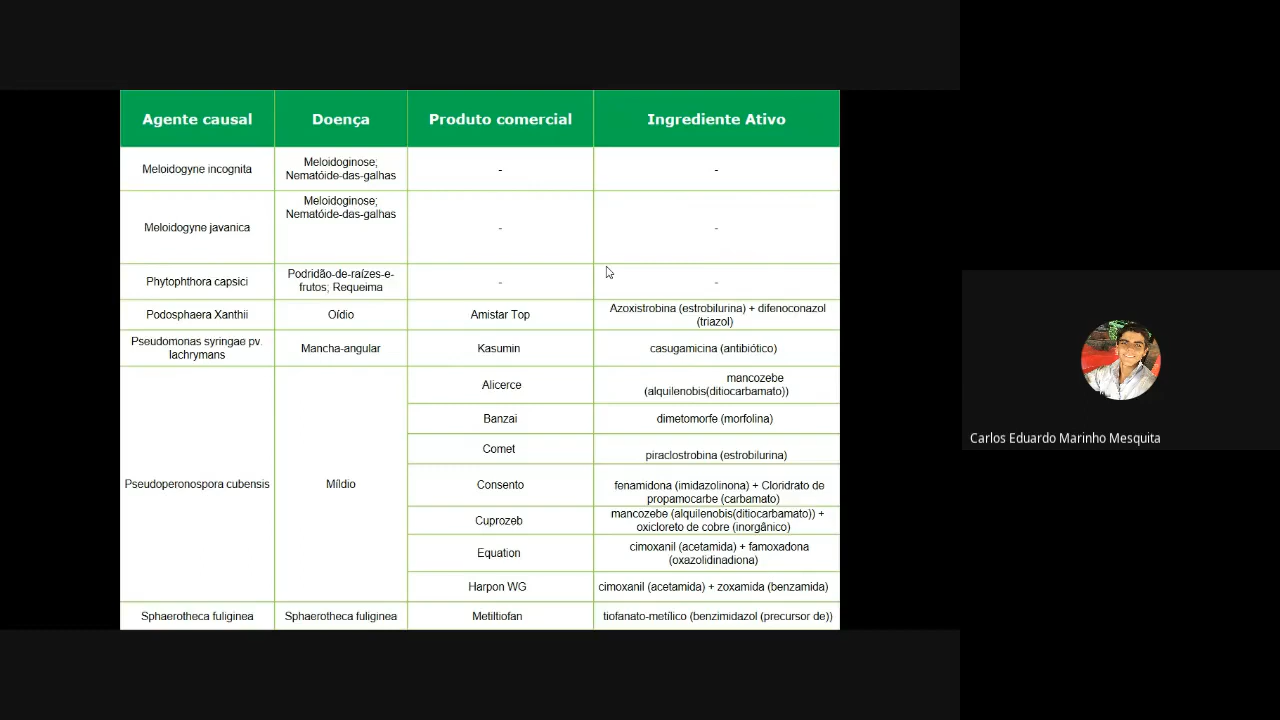 Agente causal
Doença
Produto comercial
Ingrediente Ativo
Meloidogyne incognita
Meloidoginose;
Nematóide-das-galhas
-
-
Meloidogyne javanica
Meloidoginose;
Nematóide-das-galhas
-
-
Phytophthora capsici
Podridão-de-raízes-e-
frutos; Requeima
-
-
Podosphaera Xanthii
Oídio
Amistar Top
Azoxistrobina (estrobilurina) + difenoconazol
(triazol)
Pseudomonas syringae pv.
lachrymans
Mancha-angular
Kasumin
casugamicina (antibiótico)
Pseudoperonospora cubensis
Míldio
Alicerce
mancozebe
(alquilenobis(ditiocarbamato))
Banzai
dimetomorfe (morfolina)
Comet
piraclostrobina (estrobilurina)
Consento
fenamidona (imidazolinona) + Cloridrato de
propamocarbe (carbamato)
Cuprozeb
mancozebe (alquilenobis(ditiocarbamato)) +
oxicloreto de cobre (inorgânico)
Equation
cimoxanil (acetamida) + famoxadona
(oxazolidinadiona)
Harpon WG
cimoxanil (acetamida) + zoxamida (benzamida)
Sphaerotheca fuliginea
Sphaerotheca fuliginea
Metiltiofan
tiofanato-metílico (benzimidazol (precursor de))
Carlos Eduardo Marinho Mesquita